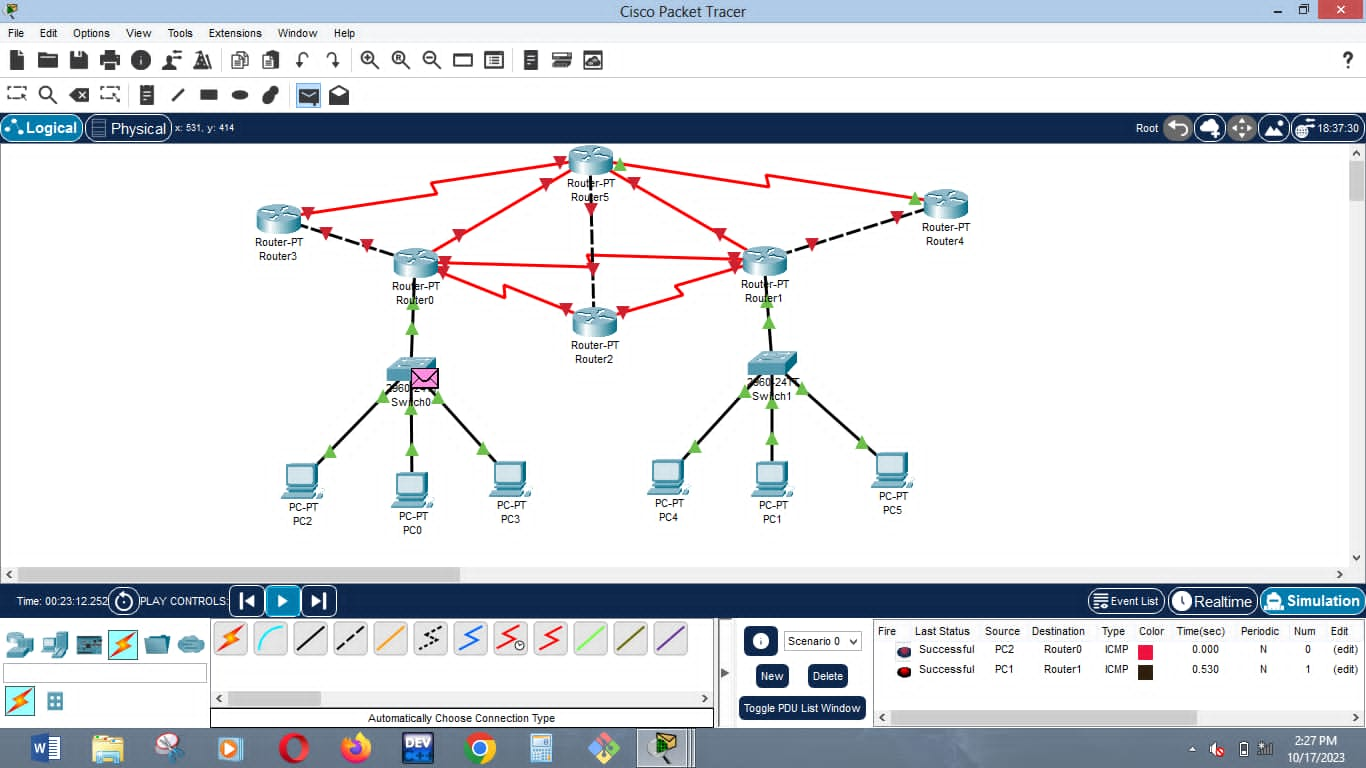 Cisco Packet Tracer
File Edit Options View Tools Extensions Window Help
Logical Physical x: 531, y: 414 Root 18:37:30
Router-PT
Router5
Router-PT
Router4
Router-PT
Router3
Router-PT
Router0
Router-PT
Router1
Router-PT
Router2
2960-24TT
Switch0
2960-24TT
Switch1
PC-PT
PC2
PC-PT
PC0
PC-PT
PC3
PC-PT
PC4
PC-PT
PC1
PC-PT
PC5
Time: 00:23:12.252 PLAY CONTROLS: Event List Realtime Simulation
Scenario 0
New Delete
Toggle PDU List Window
Fire Last Status Source Destination Type Color Time(sec) Periodic Num Edit
Successful PC2 Router0 ICMP 0.000 N 0 (edit)
Successful PC1 Router1 ICMP 0.530 N 1 (edit)
Automatically Choose Connection Type
W DEV C++
2:27 PM
10/17/2023